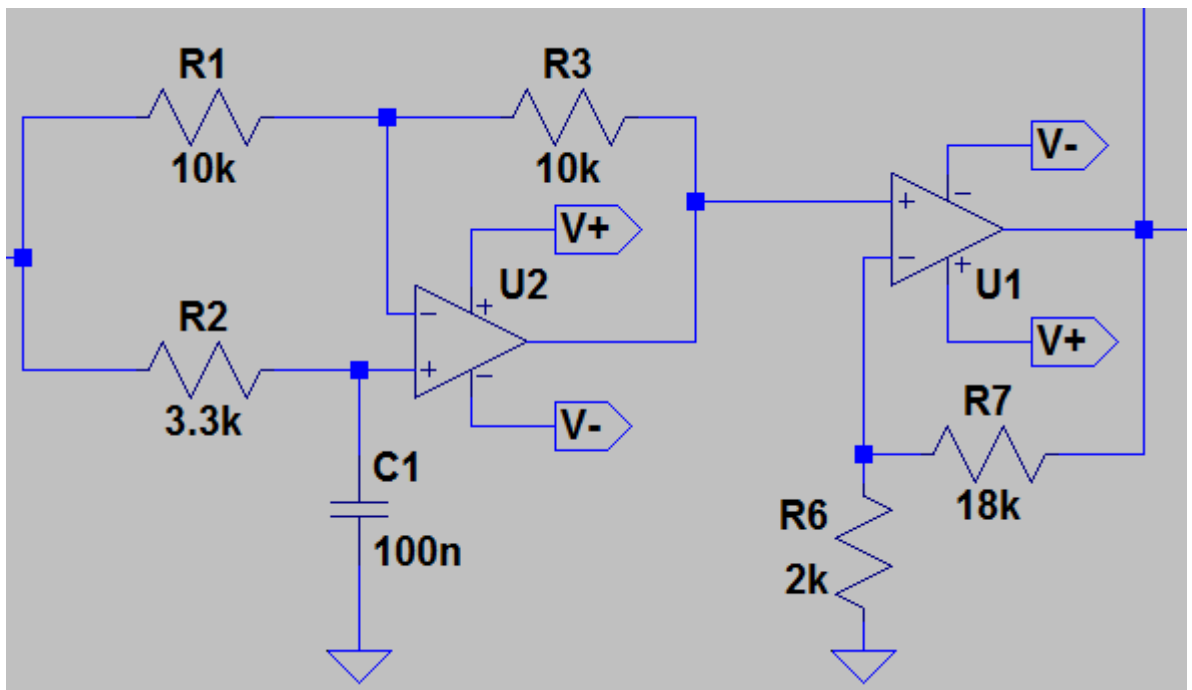 R1
10k
R3
10k
V-
V+
U2
+
-
+
-
V-
R2
3.3k
C1
100n
+
-
-
+
U1
V+
R7
18k
R6
2k